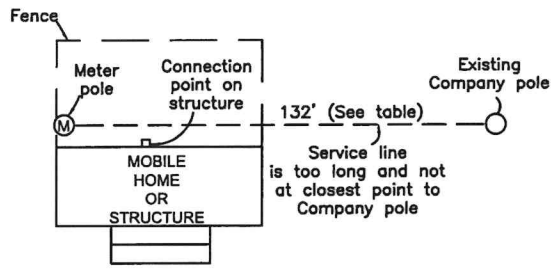 Fence
Meter
pole
Connection
point on
structure
Existing
Company pole
M
132' (See table)
Service line
is too long and not
at closest point to
Company pole
MOBILE
HOME
OR
STRUCTURE